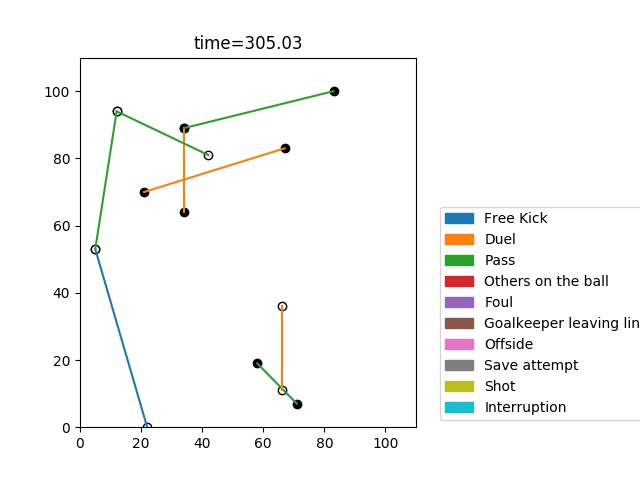 time=305.03
100
80
60
40
20
0
0 20 40 60 80 100
Free Kick
Duel
Pass
Others on the ball
Foul
Goalkeeper leaving lin
Offside
Save attempt
Shot
Interruption